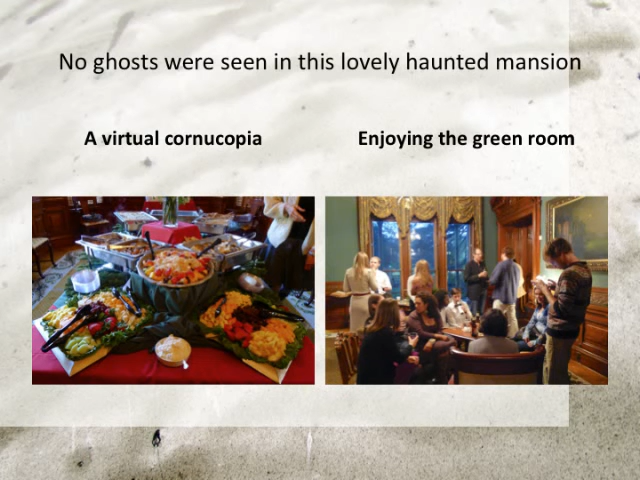 No ghosts were seen in this lovely haunted mansion
A virtual cornucopia
Enjoying the green room